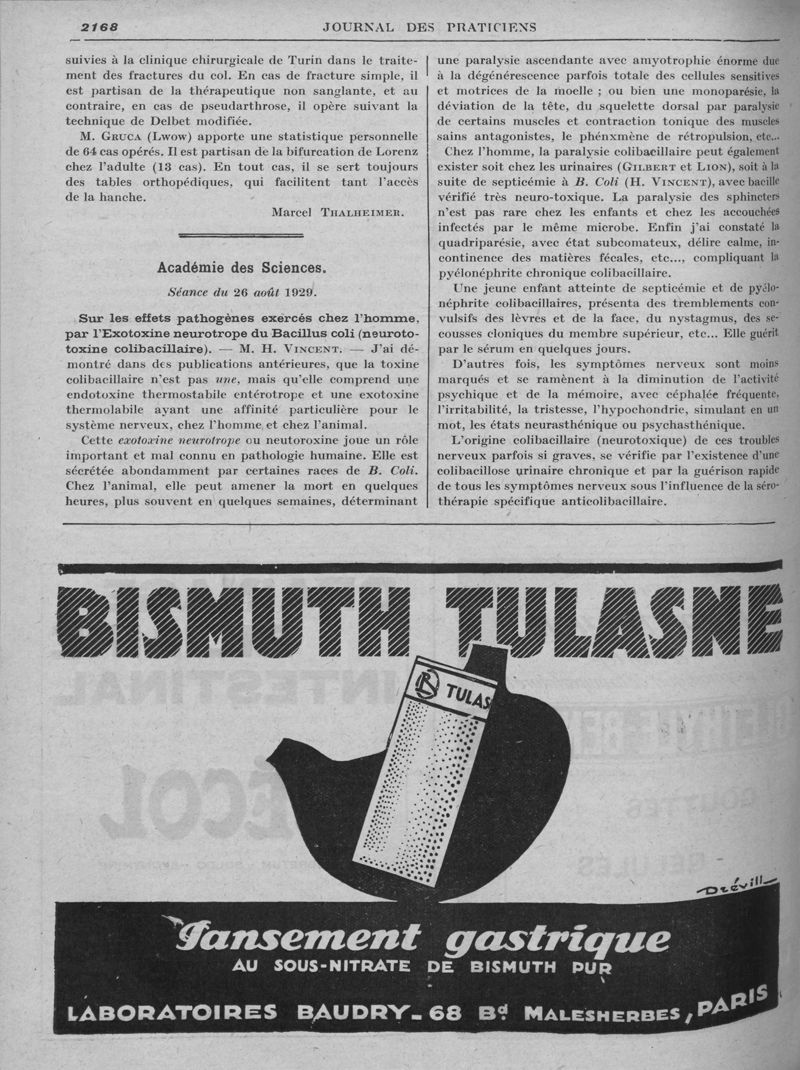 2168
JOURNAL DES PRATICIENS
suivies à la clinique chirurgicale de Turin dans le traite-
ment des fractures du col. En cas de fracture simple, il
est partisan de la thérapeutique non sanglante, et au
contraire, en cas de pseudarthrose, il opère suivant la
technique de Delbet modifiée.
M. GRUCA (Lwow) apporte une statistique personnelle
de 64 cas opérés. Il est partisan de la bifurcation de Lorenz
chez l'adulte (13 cas). En tout cas, il se sert toujours
des tables orthopédiques, qui facilitent tant l'accès
de la hanche.
Marcel THALHEIMER.
Académie des Sciences.
Séance du 26 août 1929.
Sur les effets pathogènes exercés chez l'homme,
par l'Exotoxine neurotrope du Bacillus coli (neuroto-
toxine colibacillaire). — M. H. VINCENT. — J'ai dé-
montré dans des publications antérieures, que la toxine
colibacillaire n'est pas une, mais qu'elle comprend une
endotoxine thermostabile entérotrope et une exotoxine
thermolabile ayant une affinité particulière pour le
système nerveux, chez l'homme et chez l'animal.
Cette exotoxine neurotrope ou neutoroxine joue un rôle
important et mal connu en pathologie humaine. Elle est
sécrétée abondamment par certaines races de B. Coli.
Chez l'animal, elle peut amener la mort en quelques
heures, plus souvent en quelques semaines, déterminant
une paralysie ascendante avec amyotrophie énorme due
à la dégénérescence parfois totale des cellules sensitives
et motrices de la moelle ; ou bien une monoparésie, la
déviation de la tête, du squelette dorsal par paralysie
de certains muscles et contraction tonique des muscles
sains antagonistes, le phénxmène de rétropulsion, etc...
Chez l'homme, la paralysie colibacillaire peut également
exister soit chez les urinaires (GILBERT et LION), soit à la
suite de septicémie à B. Coli (H. VINCENT), avec bacille
vérifié très neuro-toxique. La paralysie des sphincters
n'est pas rare chez les enfants et chez les accouchées
infectés par le même microbe. Enfin j'ai constaté la
quadriparésie, avec état subcomateux, délire calme, in-
continence des matières fécales, etc..., compliquant la
pyélonéphrite chronique colibacillaire.
Une jeune enfant atteinte de septicémie et de pyélo-
néphrite colibacillaires, présenta des tremblements con-
vulsifs des lèvres et de la face, du nystagmus, des se-
cousses cloniques du membre supérieur, etc... Elle guérit
par le sérum en quelques jours.
D'autres fois, les symptômes nerveux sont moins
marqués et se ramènent à la diminution de l'activité
psychique et de la mémoire, avec céphalée fréquente,
l'irritabilité, la tristesse, l'hypochondrie, simulant en un
mot, les états neurasthénique ou psychasthénique.
L'origine colibacillaire (neurotoxique) de ces troubles
nerveux parfois si graves, se vérifie par l'existence d'une
colibacillose urinaire chronique et par la guérison rapide
de tous les symptômes nerveux sous l'influence de la séro-
thérapie spécifique anticolibacillaire.
BISMUTH TULASNE
TULAS
Dréville
Pansement gastrique
AU SOUS-NITRATE DE BISMUTH PUR
LABORATOIRES BAUDRY_68 Bd MALESHERBES, PARIS